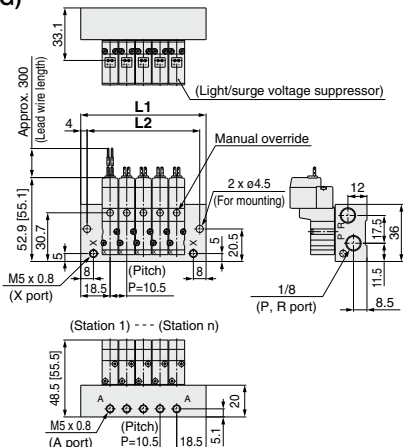 d)
33.1
(Light/surge voltage suppressor)
Approx. 300
(Lead wire length)
L1
L2
4
Manual override
2 x ø4.5
(For mounting)
52.9 [55.1]
30.7
5
X
X
5
20.5
8
(Pitch)
8
M5 x 0.8
(X port)
18.5
P=10.5
12
P R
17.5
36
11.5
1/8
(P, R port)
8.5
(Station 1) --- (Station n)
48.5 [55.5]
A
A
20
M5 x 0.8
(A port)
(Pitch)
P=10.5
18.5
5.1